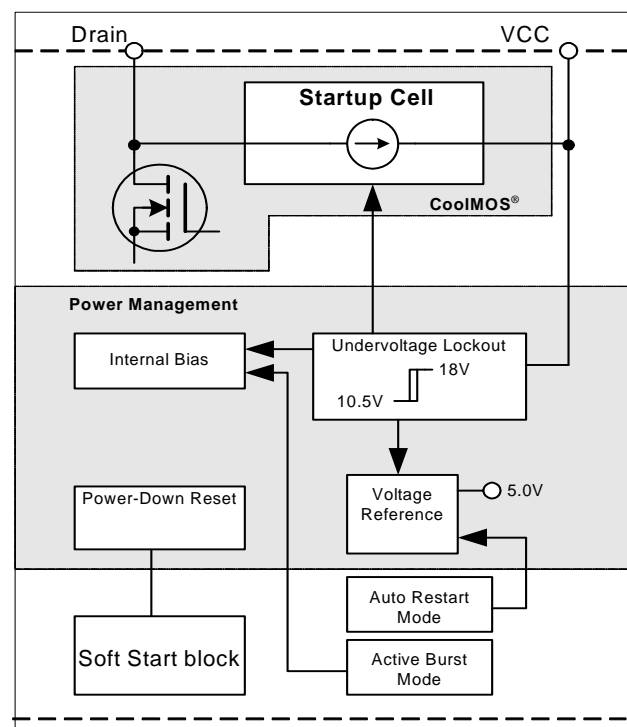 Drain
VCC
Startup Cell
CoolMOS®
Power Management
Internal Bias
Undervoltage Lockout
18V
10.5V
Power-Down Reset
Voltage
Reference
5.0V
Auto Restart
Mode
Soft Start block
Active Burst
Mode